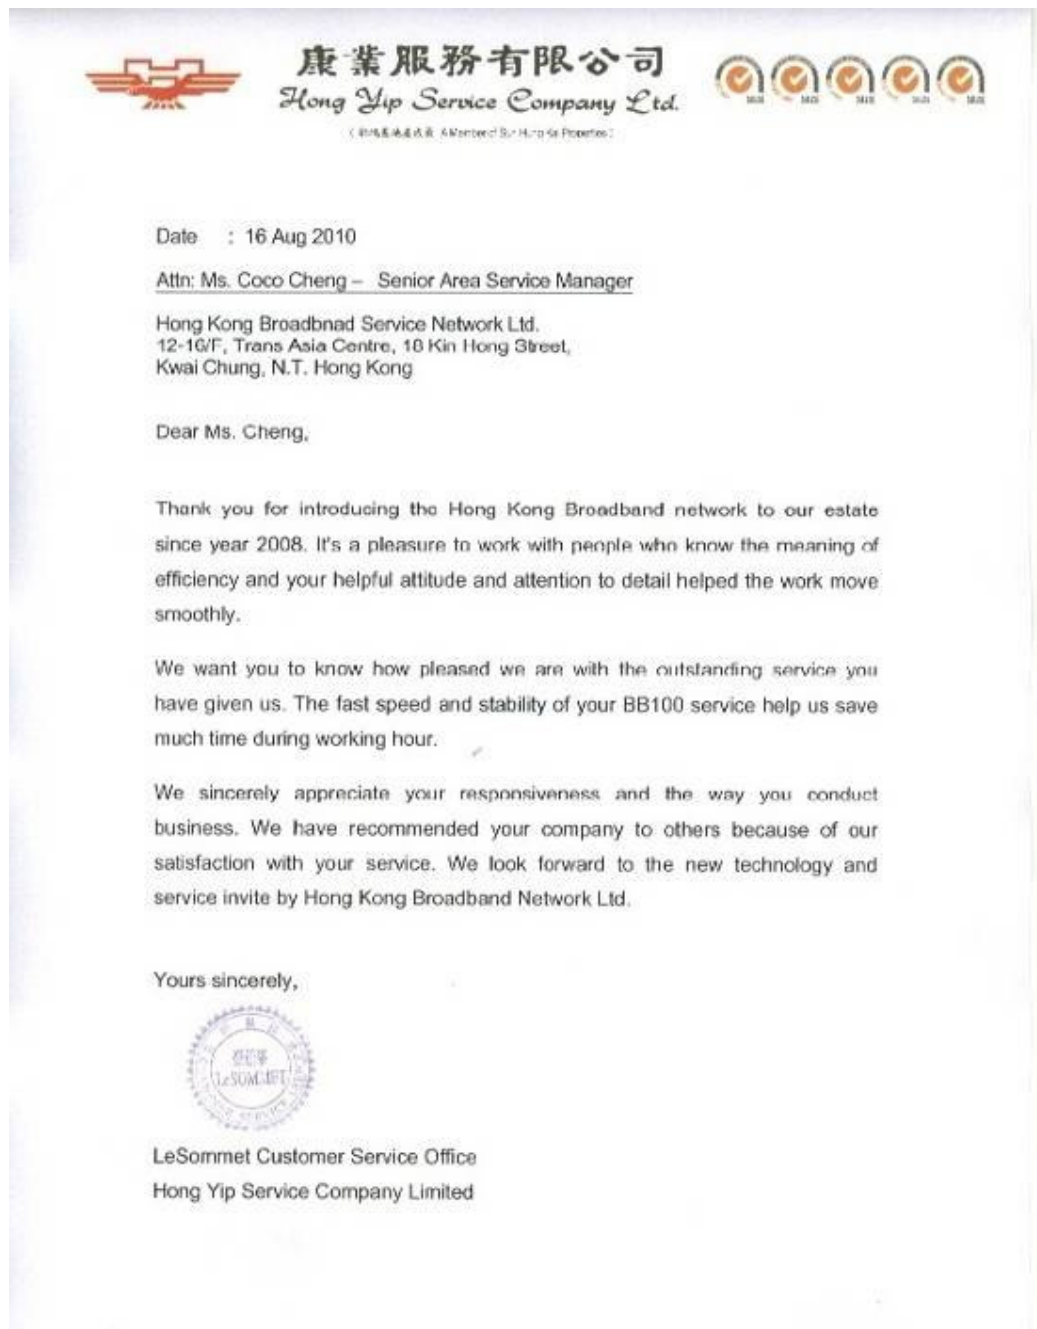 康業服務有限公司
Hong Yip Service Company Ltd.
Date : 16 Aug 2010
Attn: Ms. Coco Cheng – Senior Area Service Manager
Hong Kong Broadbnad Service Network Ltd.
12-16/F, Trans Asia Centre, 18 Kin Hong Street,
Kwai Chung, N.T. Hong Kong
Dear Ms. Cheng,
Thank you for introducing the Hong Kong Broadband network to our estate
since year 2008. It's a pleasure to work with people who know the meaning of
efficiency and your helpful attitude and attention to detail helped the work move
smoothly.
We want you to know how pleased we are with the outstanding service you
have given us. The fast speed and stability of your BB100 service help us save
much time during working hour.
We sincerely appreciate your responsiveness and the way you conduct
business. We have recommended your company to others because of our
satisfaction with your service. We look forward to the new technology and
service invite by Hong Kong Broadband Network Ltd.
Yours sincerely,
LeSOMMET
LeSommet Customer Service Office
Hong Yip Service Company Limited